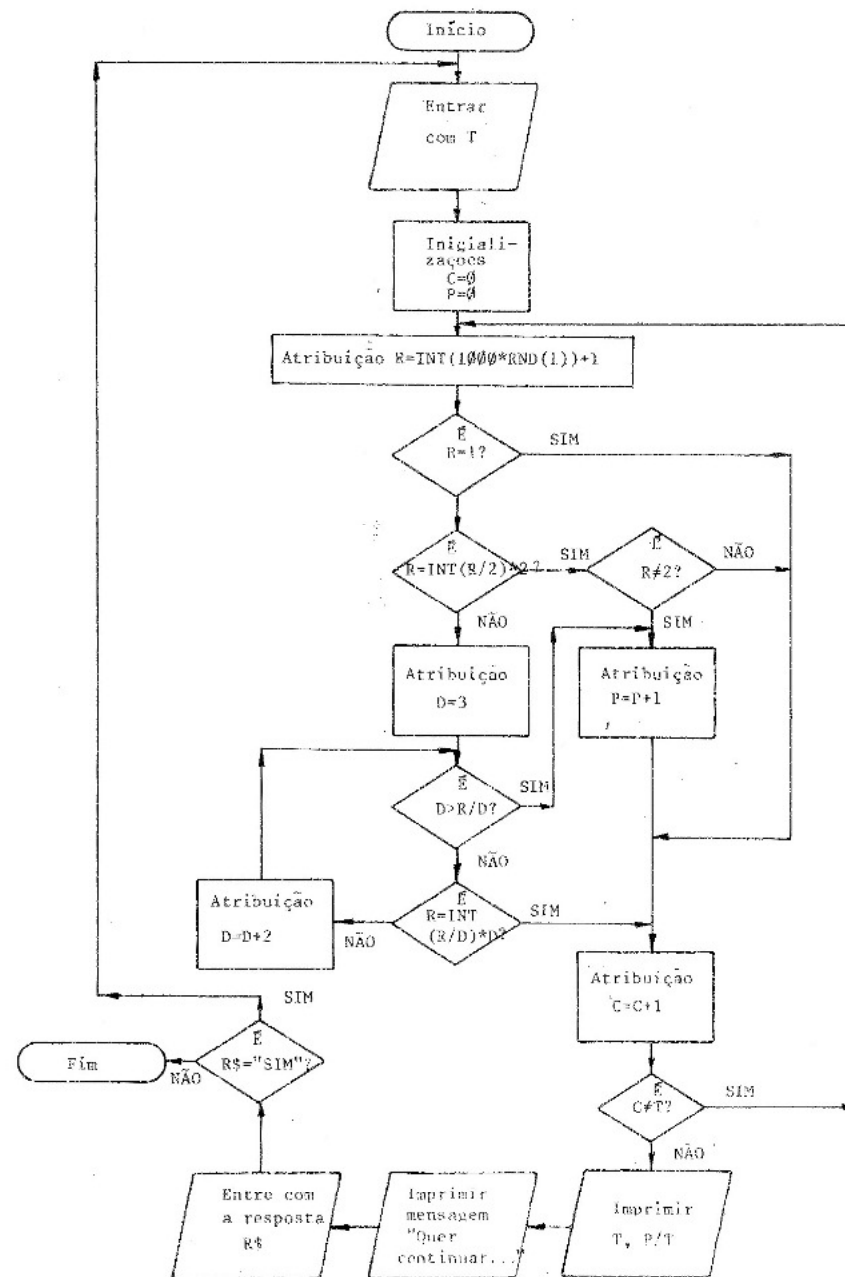 Início
Entrar
com T
Inigiali-
zações
C=Ø
P=Ø
Atribuição R=INT(1ØØØ*RND(1))+1
É
R=1?
SIM
É
R=INT(R/2)*2?
SIM
É
R≠2?
NÃO
NÃO
SIM
Atribuição
D=3
Atribuição
P=P+1
É
D>R/D?
SIM
NÃO
Atribuição
D=D+2
NÃO
É
R=INT
(R/D)*D?
SIM
Atribuição
C=C+1
SIM
Fim
NÃO
É
R$="SIM"?
É
C≠T?
SIM
NÃO
Entre com
a resposta
R$
Imprimir
mensagem
"Quer
continuar..."
Imprimir
T, P/T